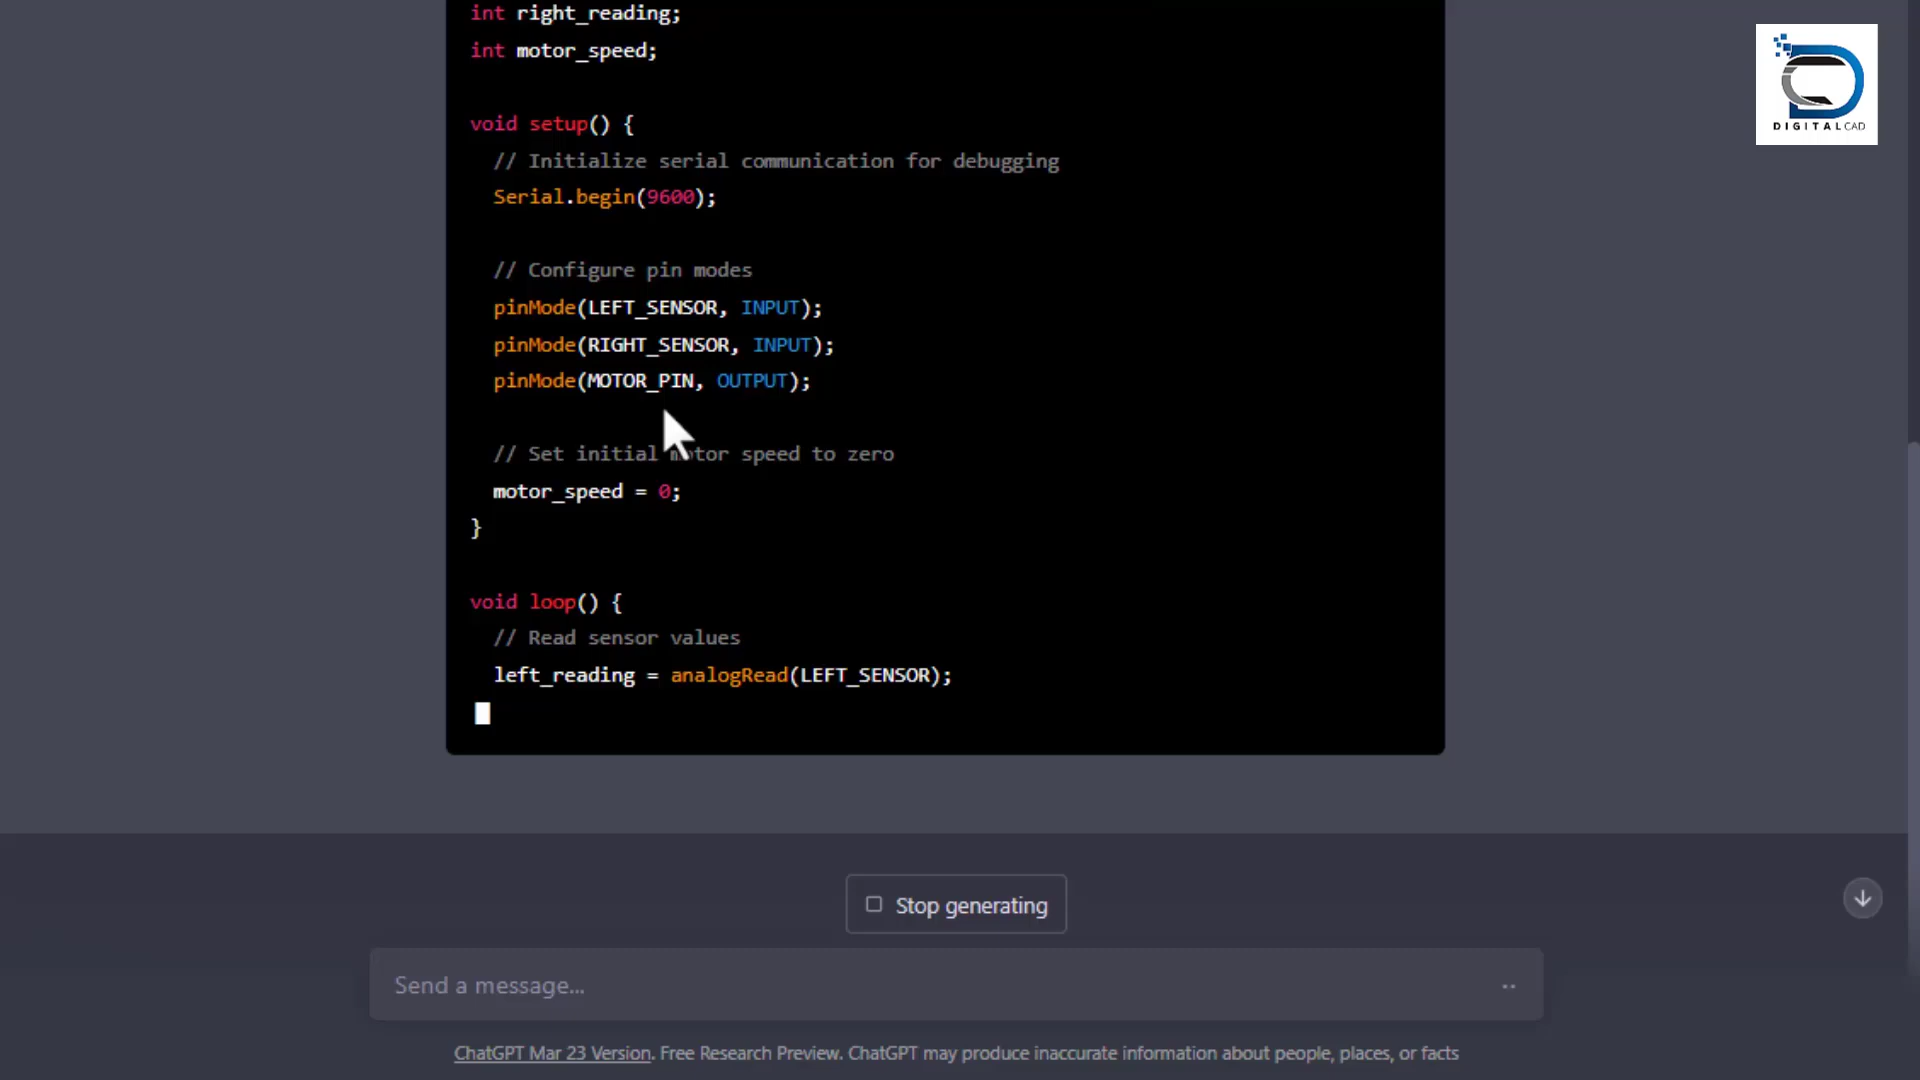 int right_reading;
int motor_speed;
void setup() {
// Initialize serial communication for debugging
Serial.begin(9600);
// Configure pin modes
pinMode(LEFT_SENSOR, INPUT);
pinMode(RIGHT_SENSOR, INPUT);
pinMode(MOTOR_PIN, OUTPUT);
// Set initial motor speed to zero
motor_speed = 0;
}
void loop() {
// Read sensor values
left_reading = analogRead(LEFT_SENSOR);
Stop generating
Send a message...
ChatGPT Mar 23 Version. Free Research Preview. ChatGPT may produce inaccurate information about people, places, or facts
DIGITALCAD